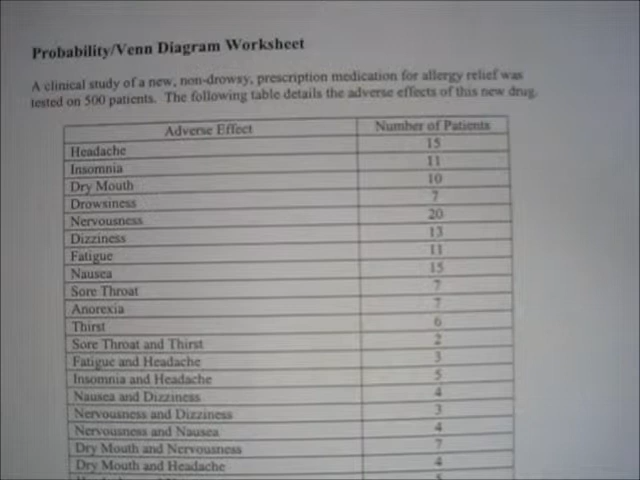 Probability/Venn Diagram Worksheet
A clinical study of a new, non-drowsy, prescription medication for allergy relief was
tested on 500 patients. The following table details the adverse effects of this new drug.
Adverse Effect Number of Patients
Headache 15
Insomnia 11
Dry Mouth 10
Drowsiness 7
Nervousness 20
Dizziness 13
Fatigue 11
Nausea 15
Sore Throat 7
Anorexia 7
Thirst 6
Sore Throat and Thirst 2
Fatigue and Headache 3
Insomnia and Headache 5
Nausea and Dizziness 4
Nervousness and Dizziness 3
Nervousness and Nausea 4
Dry Mouth and Nervousness 7
Dry Mouth and Headache 4